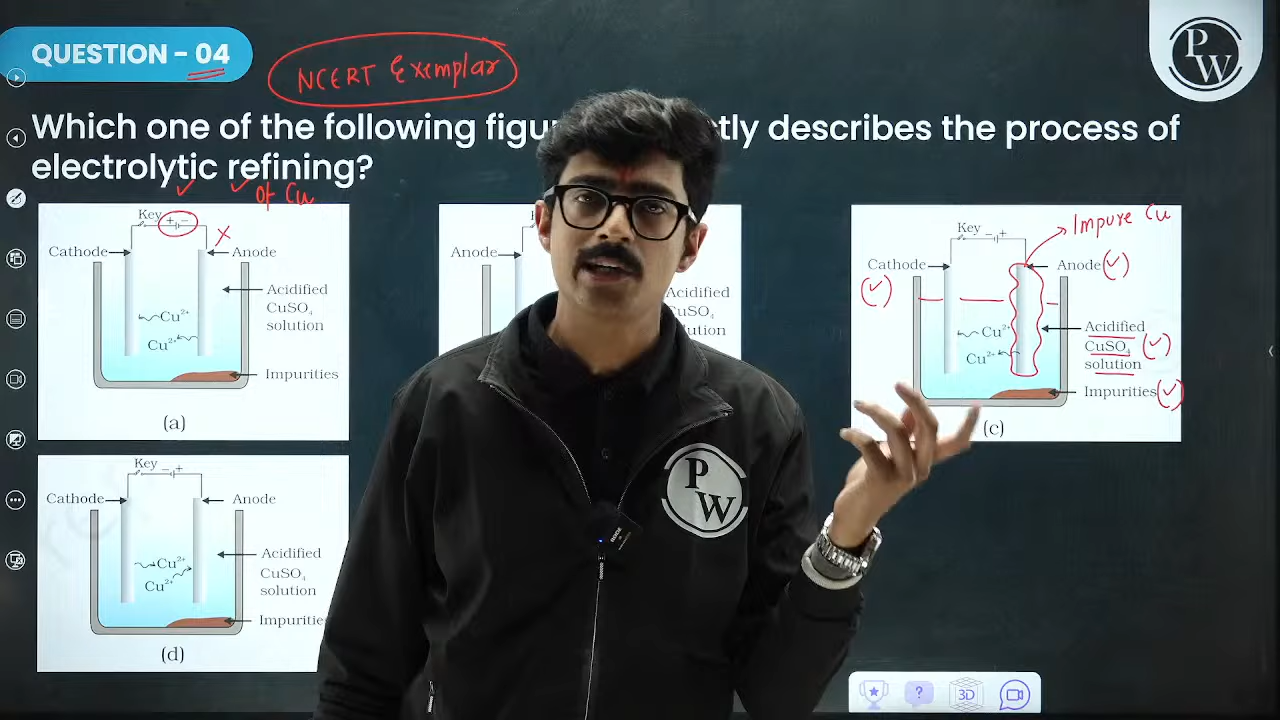 QUESTION - 04
NCERT Exemplar
PW
Which one of the following figu tly describes the process of
electrolytic refining?
of Cu
Key + -
Cathode
Anode
Acidified
CuSO₄
solution
Cu²⁺
Cu²⁺
Impurities
(a)
Anode
Acidified
CuSO₄
lution
Impure Cu
Key - +
Cathode
Anode
Cu²⁺
Cu²⁺
Acidified
CuSO₄
solution
Impurities
(c)
Key - +
Cathode
Anode
Acidified
CuSO₄
solution
Cu²⁺
Cu²⁺
Impuritie
(d)
PW
3D